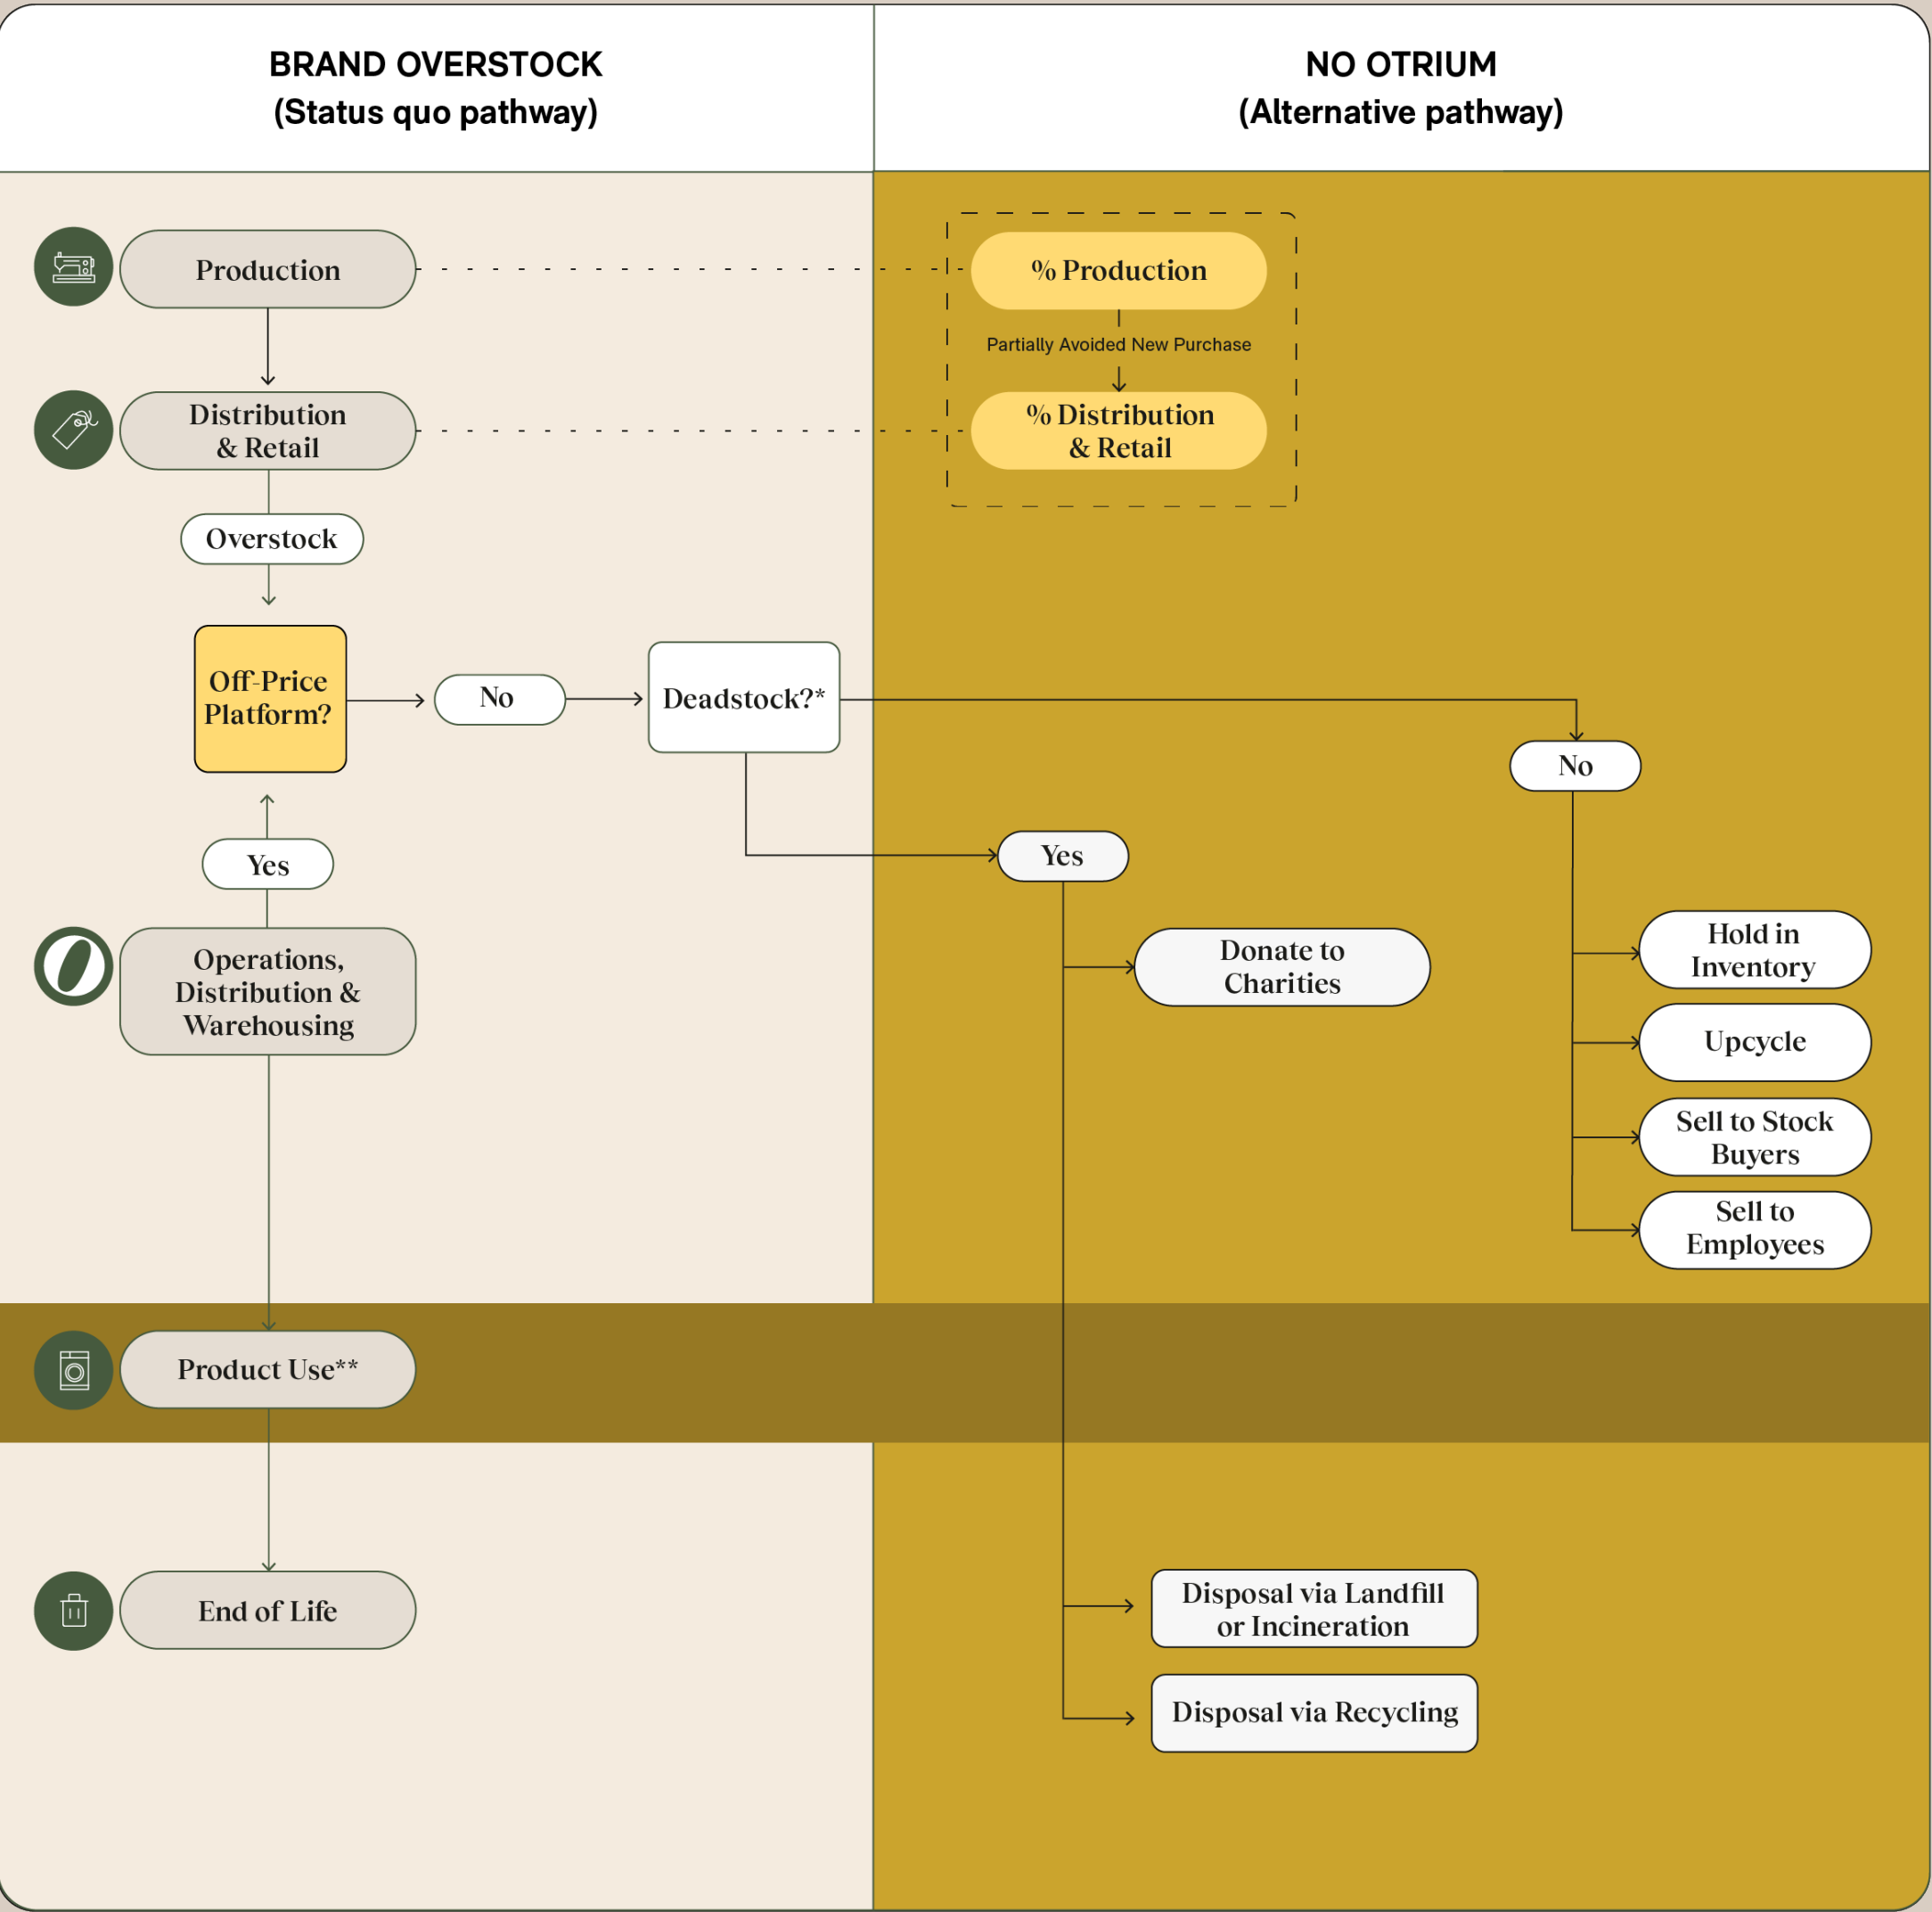 BRAND OVERSTOCK
(Status quo pathway)
NO OTRIUM
(Alternative pathway)
Production
% Production
Partially Avoided New Purchase
Distribution
& Retail
% Distribution
& Retail
Overstock
Off-Price
Platform?
No
Deadstock?*
No
Yes
Yes
Operations,
Distribution &
Warehousing
Donate to
Charities
Hold in
Inventory
Upcycle
Sell to Stock
Buyers
Sell to
Employees
Product Use**
End of Life
Disposal via Landfill
or Incineration
Disposal via Recycling